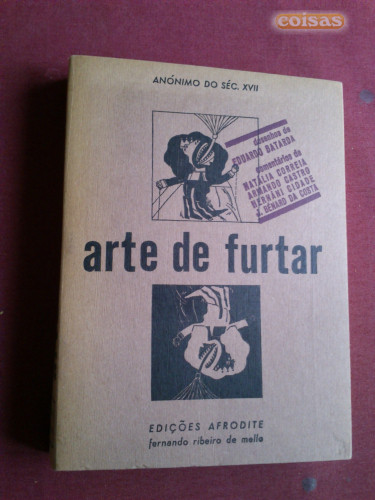 coisas
ANÓNIMO DO SÉC. XVII
desenhos de
EDUARDO BATARDA
comentários de
NATÁLIA CORREIA
ARMANDO CASTRO
HERNÂNI CIDADE
J. BÉNARD DA COSTA
arte de furtar
EDIÇÕES AFRODITE
fernando ribeiro de mello